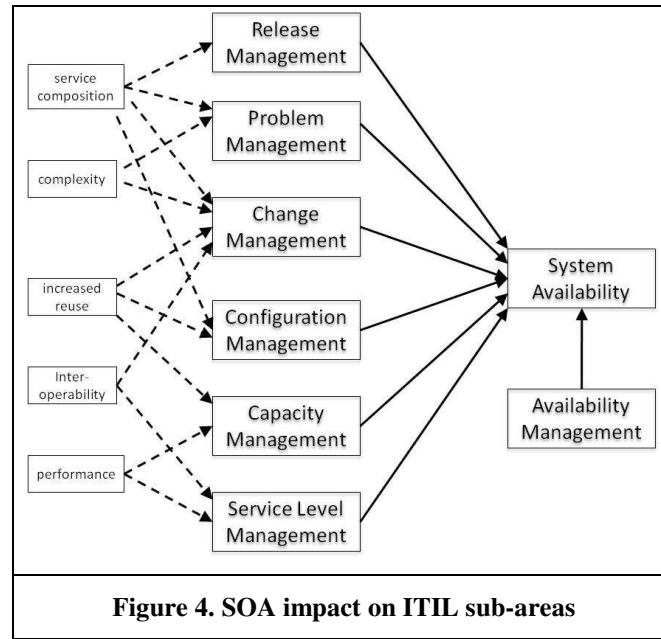 Release
Management
service
composition
Problem
Management
complexity
Change
Management
System
Availability
increased
reuse
Configuration
Management
Inter-
operability
Capacity
Management
Availability
Management
performance
Service Level
Management
Figure 4. SOA impact on ITIL sub-areas